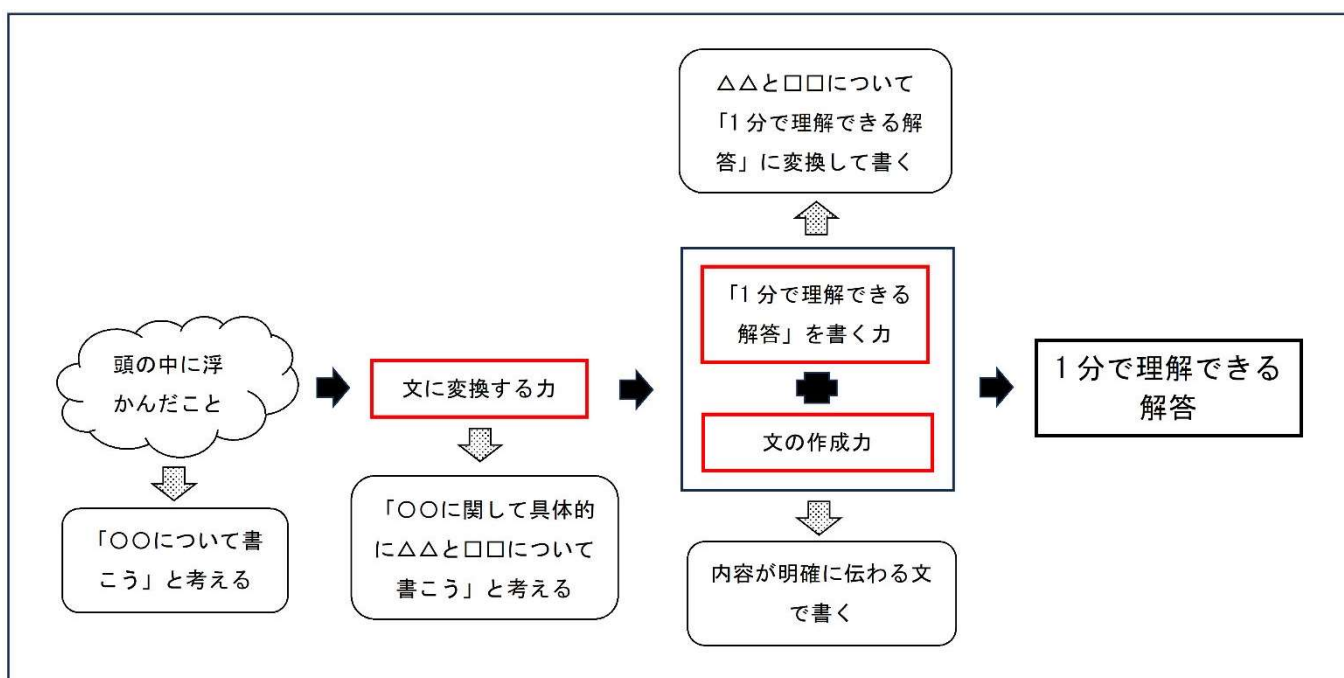 △△と□□について
「1分で理解できる解
答」に変換して書く
「1分で理解できる
解答」を書く力
頭の中に浮
かんだこと
文に変換する力
文の作成力
1分で理解できる
解答
「○○について書
こう」と考える
「○○に関して具体的
に△△と□□について
書こう」と考える
内容が明確に伝わる文
で書く